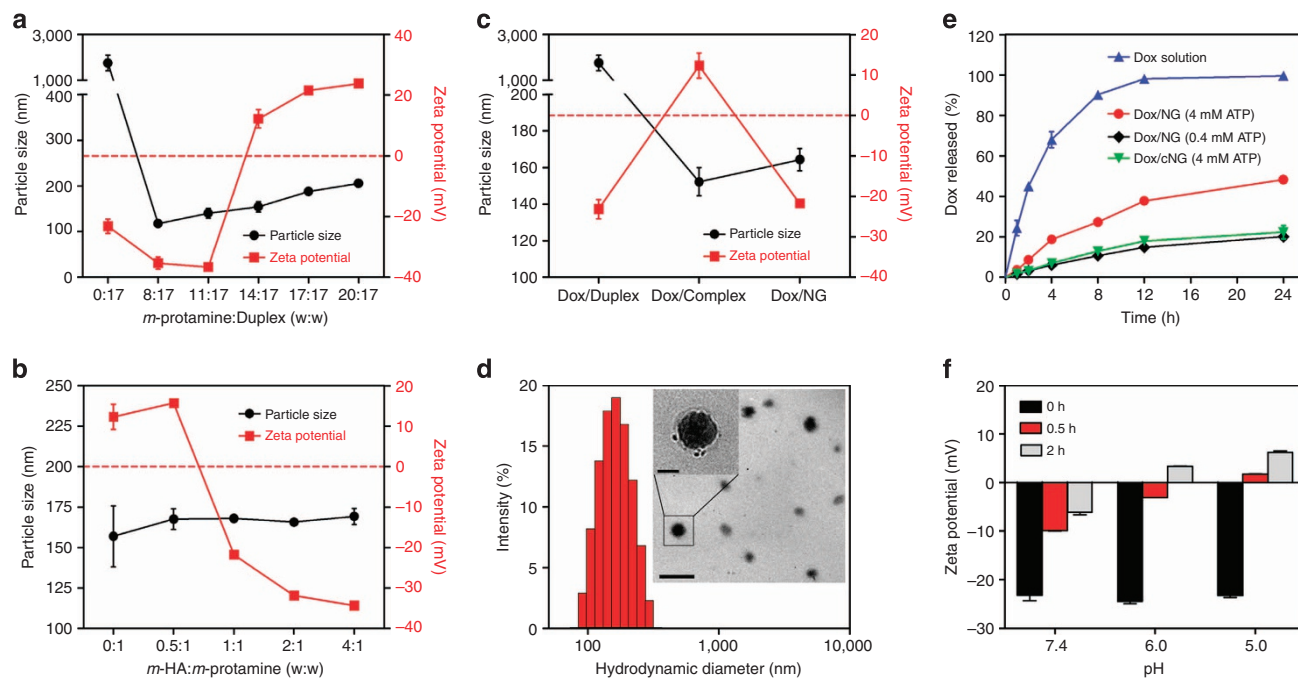 a
3,000
1,000
400
300
200
100
0
Particle size (nm)
40
20
0
−20
−40
Zeta potential (mV)
Particle size
Zeta potential
0:17 8:17 11:17 14:17 17:17 20:17
m-protamine:Duplex (w:w)
c
3,000
1,000
200
180
160
140
120
100
Particle size (nm)
20
10
0
−10
−20
−30
−40
Zeta potential (mV)
Particle size
Zeta potential
Dox/Duplex Dox/Complex Dox/NG
e
120
100
80
60
40
20
0
Dox released (%)
Dox solution
Dox/NG (4 mM ATP)
Dox/NG (0.4 mM ATP)
Dox/cNG (4 mM ATP)
0 4 8 12 16 20 24
Time (h)
b
250
225
200
175
150
125
100
Particle size (nm)
20
10
0
−10
−20
−30
−40
Zeta potential (mV)
Particle size
Zeta potential
0:1 0.5:1 1:1 2:1 4:1
m-HA:m-protamine (w:w)
d
20
15
10
5
0
Intensity (%)
100 1,000 10,000
Hydrodynamic diameter (nm)
f
20
10
0
−10
−20
−30
Zeta potential (mV)
0 h
0.5 h
2 h
7.4 6.0 5.0
pH